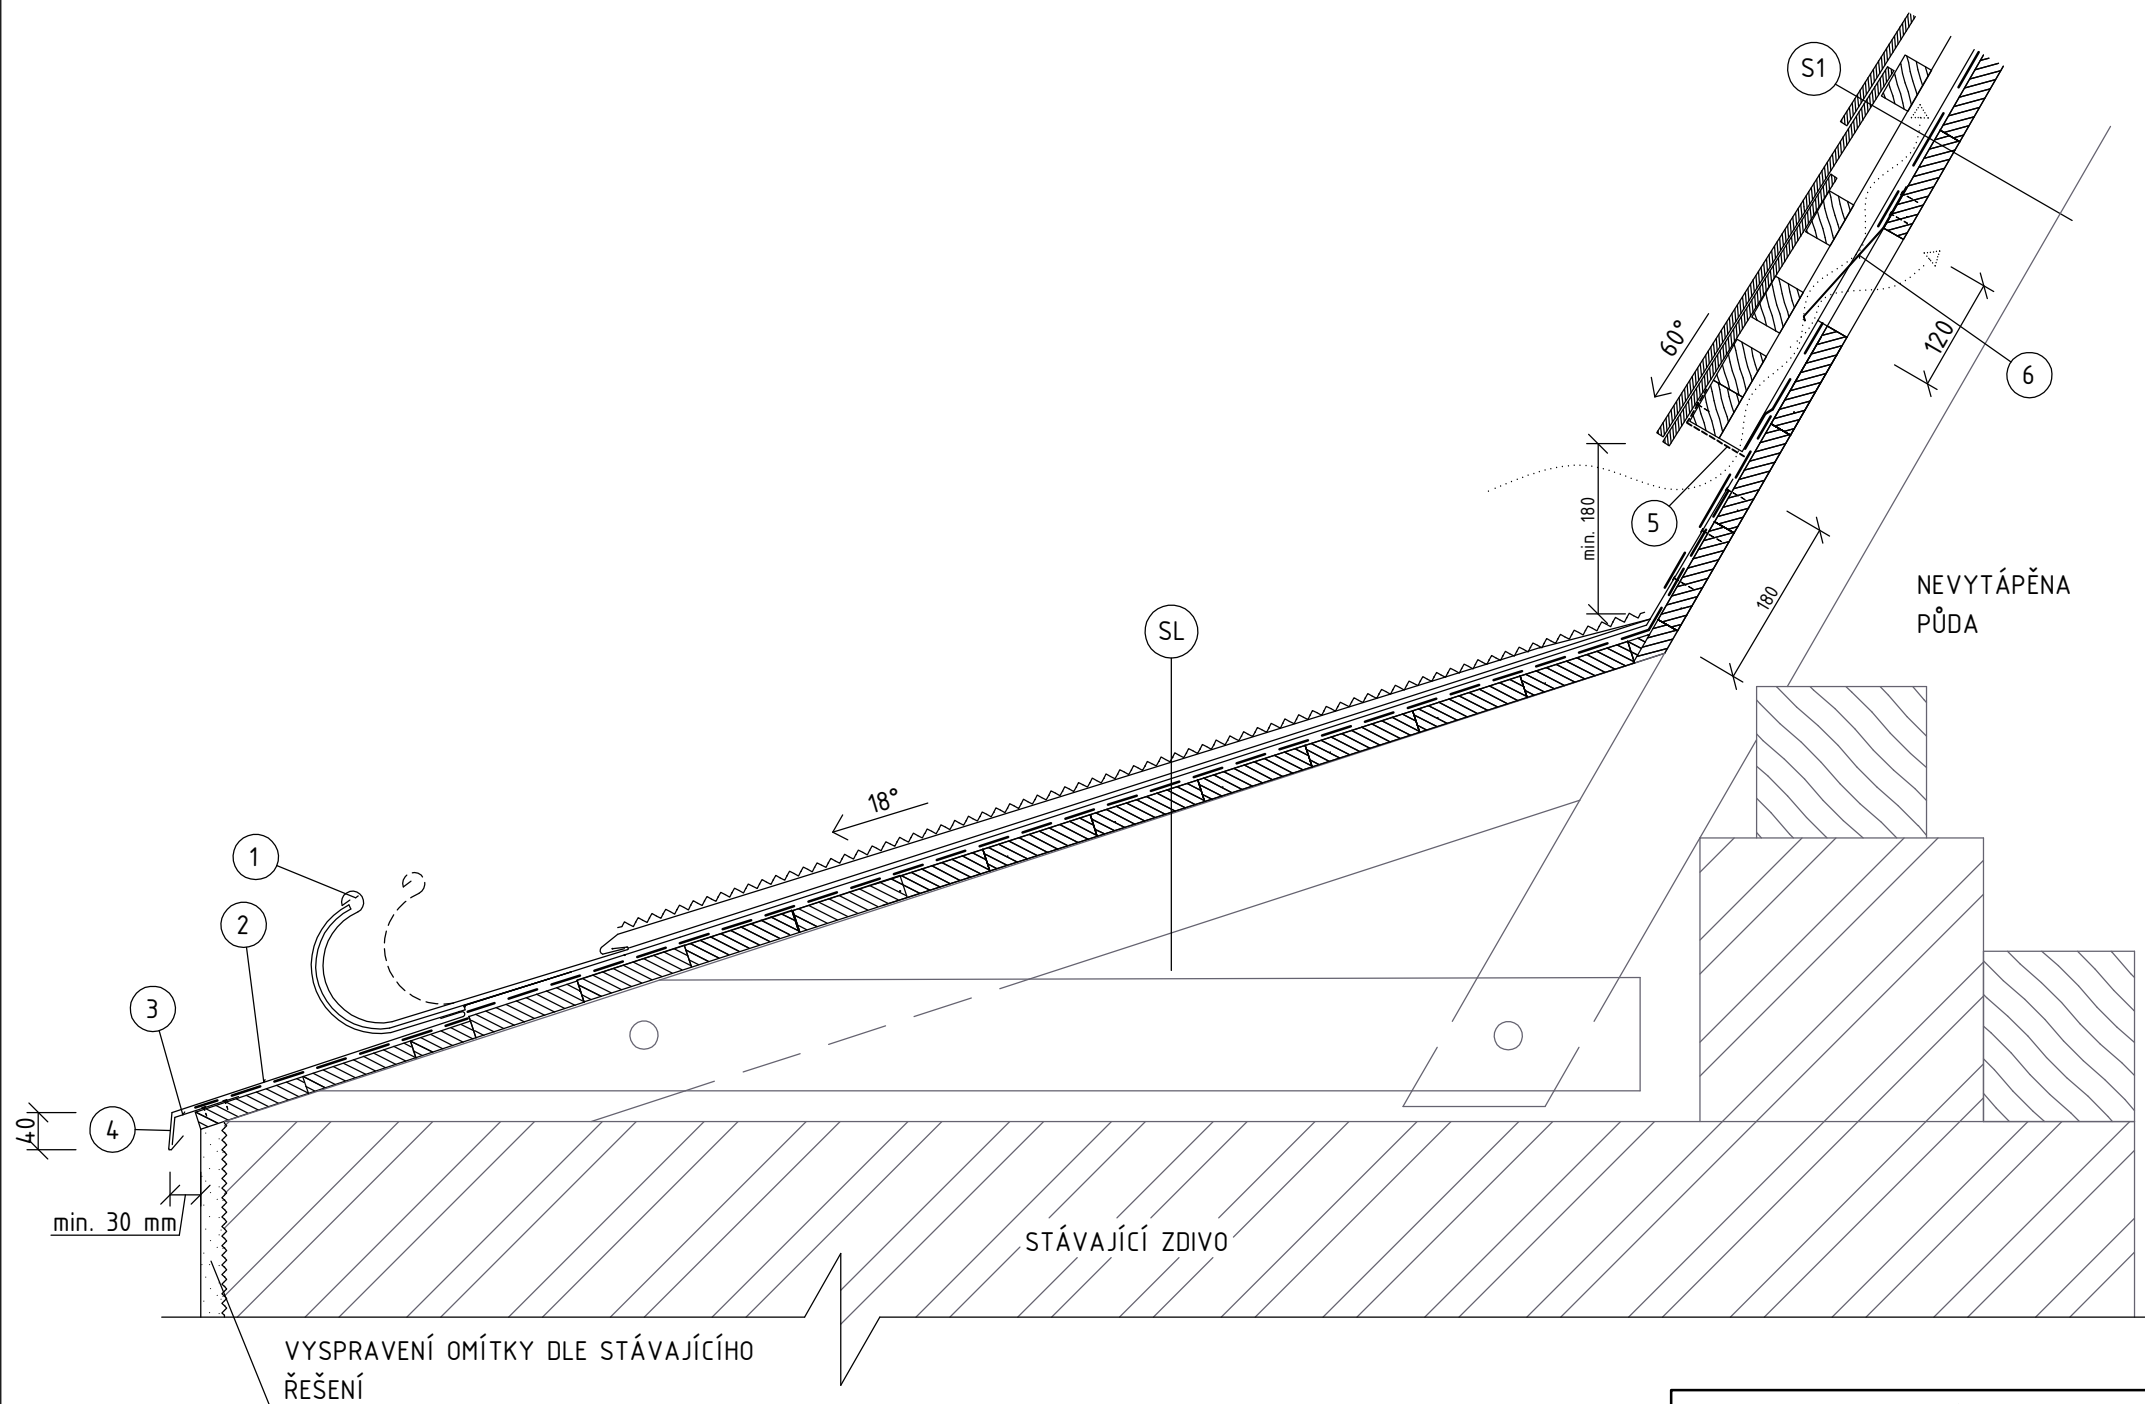 S1
60°
120
6
min. 180
5
180
NEVYTÁPĚNA
PŮDA
SL
18°
1
2
3
40
4
min. 30 mm
STÁVAJÍCÍ ZDIVO
VYSPRAVENÍ OMÍTKY DLE STÁVAJÍCÍHO
ŘEŠENÍ